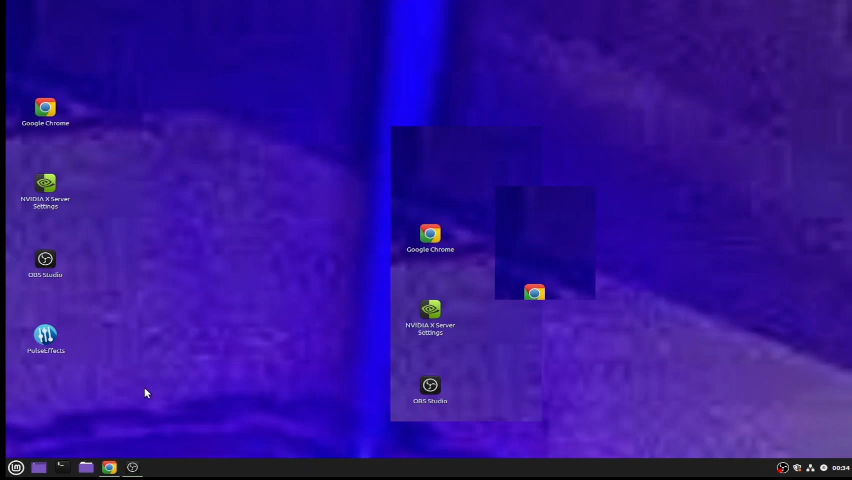 Google Chrome
NVIDIA X Server
Settings
OBS Studio
PulseEffects
Google Chrome
NVIDIA X Server
Settings
OBS Studio
00:34